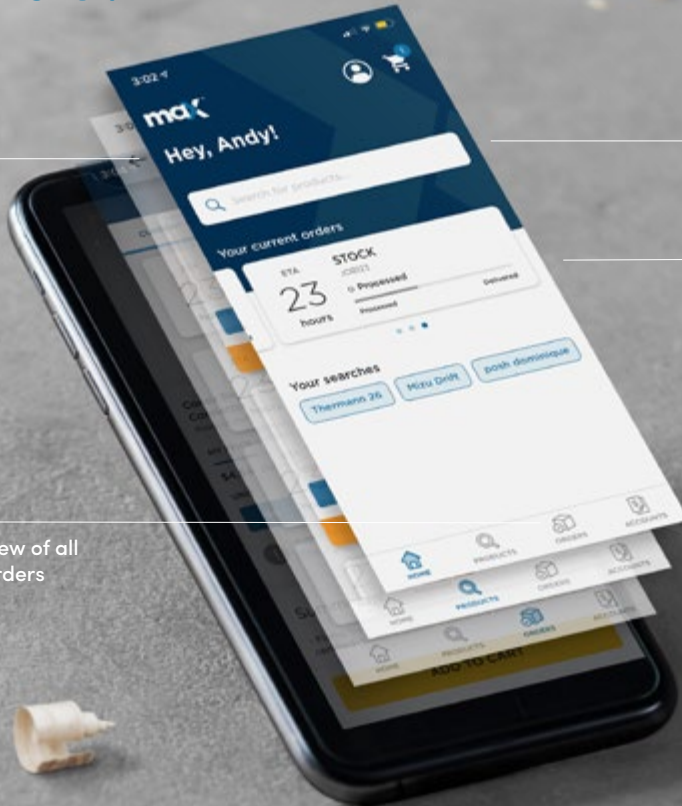 3:02
max
Hey, Andy!
Search for products...
Your current orders
ETA
23
hours
STOCK
JOB123
Processed
Processed
Delivered
Your searches
Thermann 26
Mizu Drift
posh dominique
HOME
PRODUCTS
ORDERS
ACCOUNTS
HOME
PRODUCTS
ORDERS
ACCOUNTS
HOME
PRODUCTS
ORDERS
ACCOUNTS
ADD TO CART
ew of all
rders